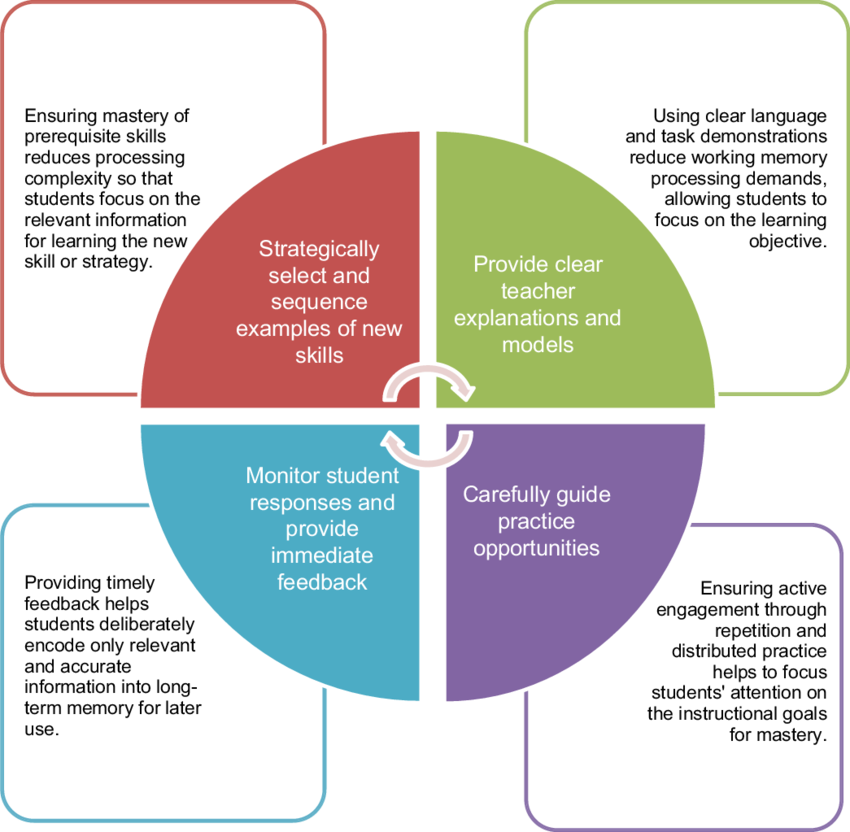 Ensuring mastery of
prerequisite skills
reduces processing
complexity so that
students focus on the
relevant information
for learning the new
skill or strategy.
Strategically
select and
sequence
examples of new
skills
Using clear language
and task demonstrations
reduce working memory
processing demands,
allowing students to
focus on the learning
objective.
Provide clear
teacher
explanations and
models
Monitor student
responses and
provide
immediate
feedback
Providing timely
feedback helps
students deliberately
encode only relevant
and accurate
information into long-
term memory for later
use.
Carefully guide
practice
opportunities
Ensuring active
engagement through
repetition and
distributed practice
helps to focus
students' attention on
the instructional goals
for mastery.